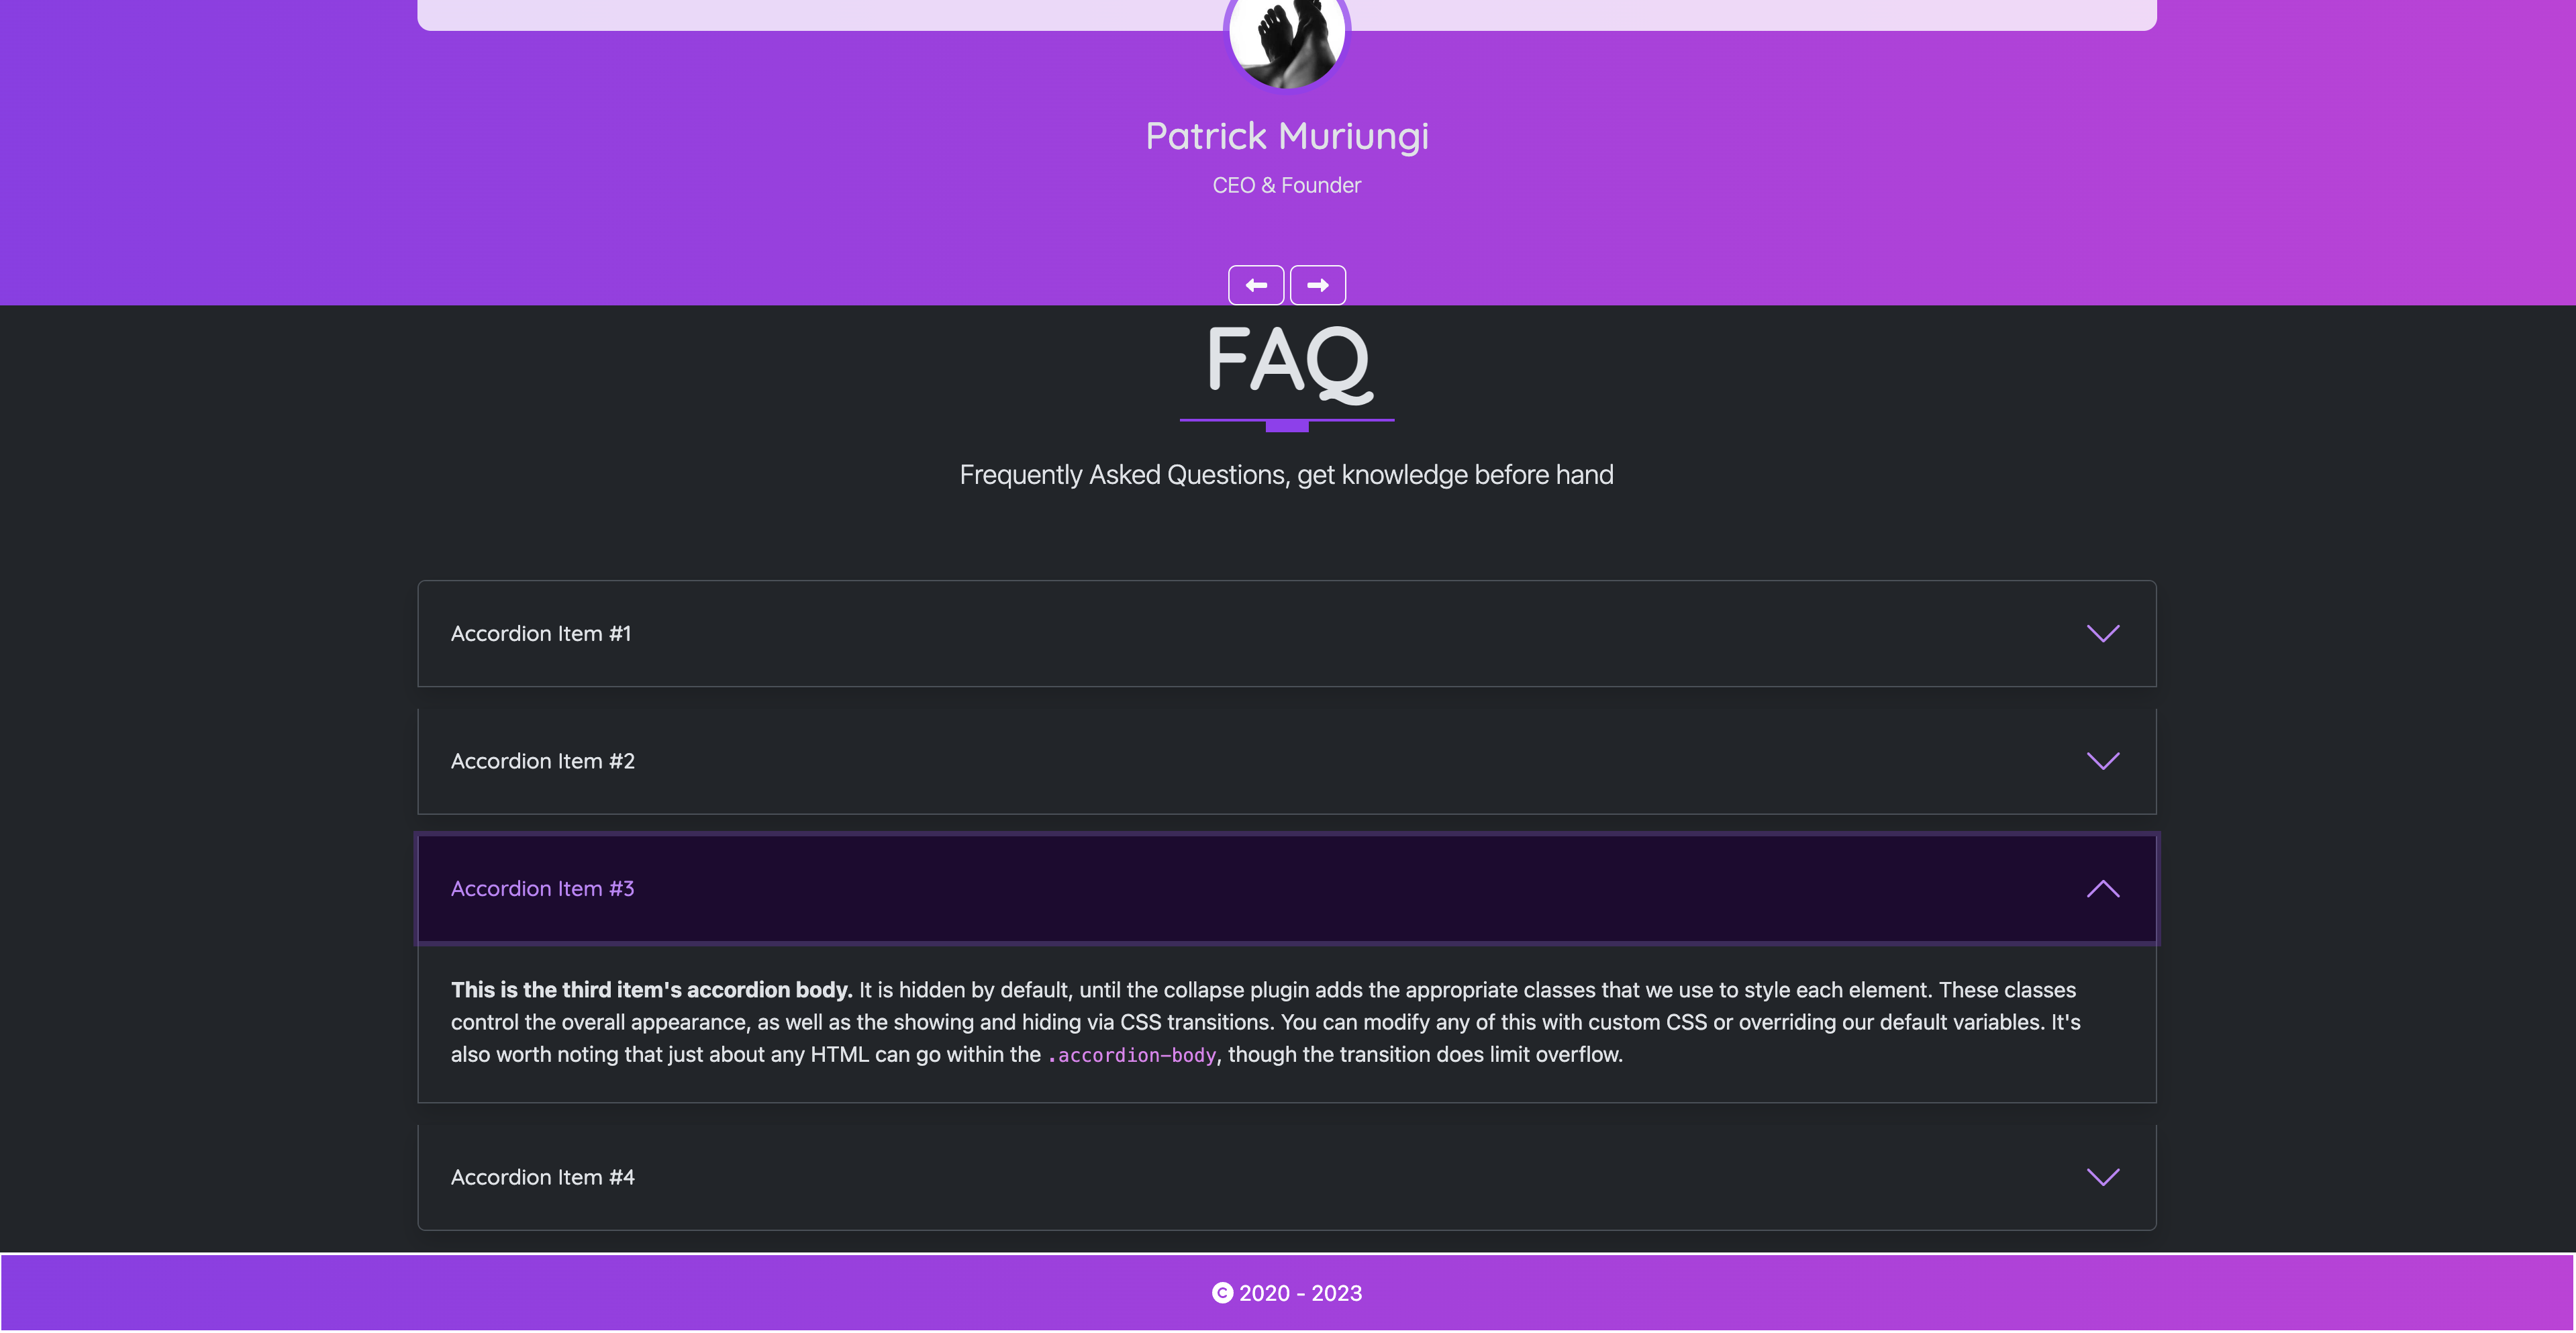 Patrick Muriungi
CEO & Founder
FAQ
Frequently Asked Questions, get knowledge before hand
Accordion Item #1
Accordion Item #2
Accordion Item #3
This is the third item's accordion body. It is hidden by default, until the collapse plugin adds the appropriate classes that we use to style each element. These classes
control the overall appearance, as well as the showing and hiding via CSS transitions. You can modify any of this with custom CSS or overriding our default variables. It's
also worth noting that just about any HTML can go within the .accordion-body, though the transition does limit overflow.
Accordion Item #4
© 2020 - 2023